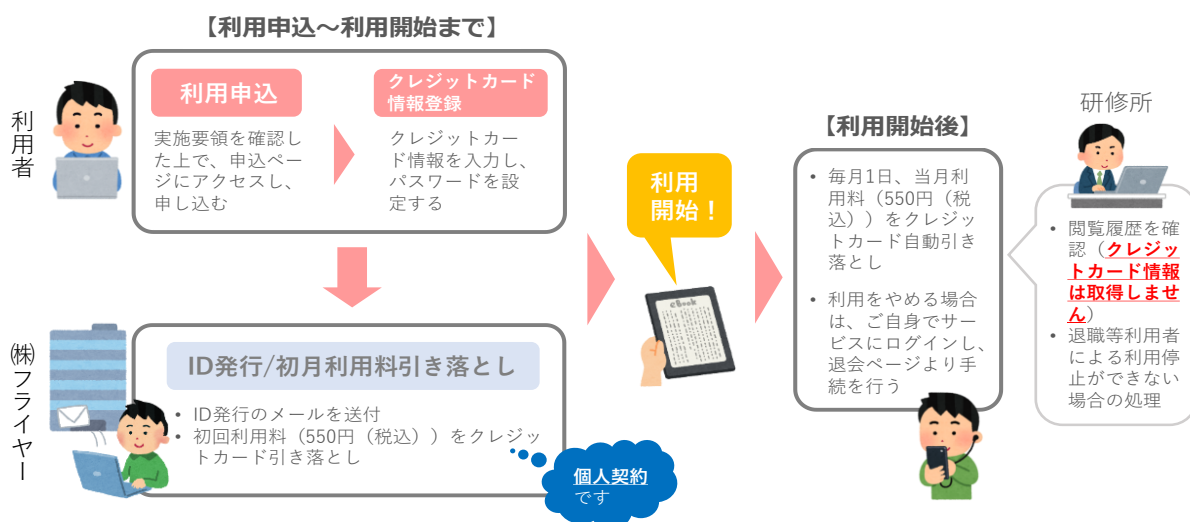 【利用申込～利用開始まで】
利用者
利用申込
実施要領を確認し
た上で、申込ペー
ジにアクセスし、
申し込む
クレジットカード
情報登録
クレジットカー
ド情報を入力し、
パスワードを設
定する
㈱フライヤー
ID発行/初月利用料引き落とし
• ID発行のメールを送付
• 初回利用料（550円（税込））をクレジッ
トカード引き落とし
個人契約
です
利用
開始！
eBook
【利用開始後】
• 毎月1日、当月利
用料（550円（税
込））をクレジッ
トカード自動引き
落とし
• 利用をやめる場合
は、ご自身でサー
ビスにログインし、
退会ページより手
続を行う
研修所
• 閲覧履歴を確
認（クレジッ
トカード情報
は取得しませ
ん）
• 退職等利用者
による利用停
止ができない
場合の処理